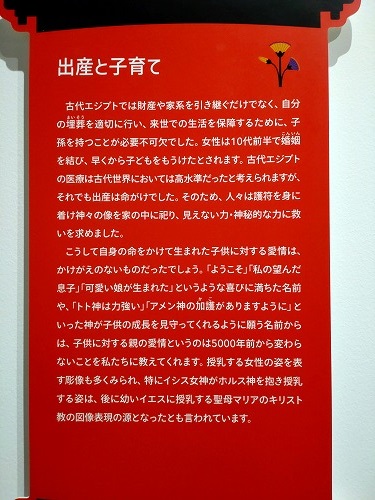 出産と子育て
古代エジプトでは財産や家系を引き継ぐだけでなく、自分
の埋葬を適切に行い、来世での生活を保障するために、子
孫を持つことが必要不可欠でした。女性は10代前半で婚姻
を結び、早くから子どももうけたとされます。古代エジプト
の医療は古代世界においては高水準だったと考えられますが、
それでも出産は命がけでした。そのため、人々は護符を身に
着け神々の像を家の中に祀り、見えない力・神秘的な力に救
いを求めました。
こうして自身の命をかけて生まれた子供に対する愛情は、
かけがえのないものだったでしょう。「ようこそ」「私の望んだ
息子」「可愛い娘が生まれた」というような喜びに満ちた名前
や、「トト神は力強い」「アメン神の加護がありますように」と
いった神が子供の成長を見守ってくれるように願う名前から
は、子供に対する親の愛情というのは5000年前から変わら
ないことを私たちに教えてくれます。授乳する女性の姿を表
す彫像も多くみられ、特にイシス女神がホルス神を抱き授乳
する姿は、後に幼いイエスに授乳する聖母マリアのキリスト
教の図像表現の源となったとも言われています。